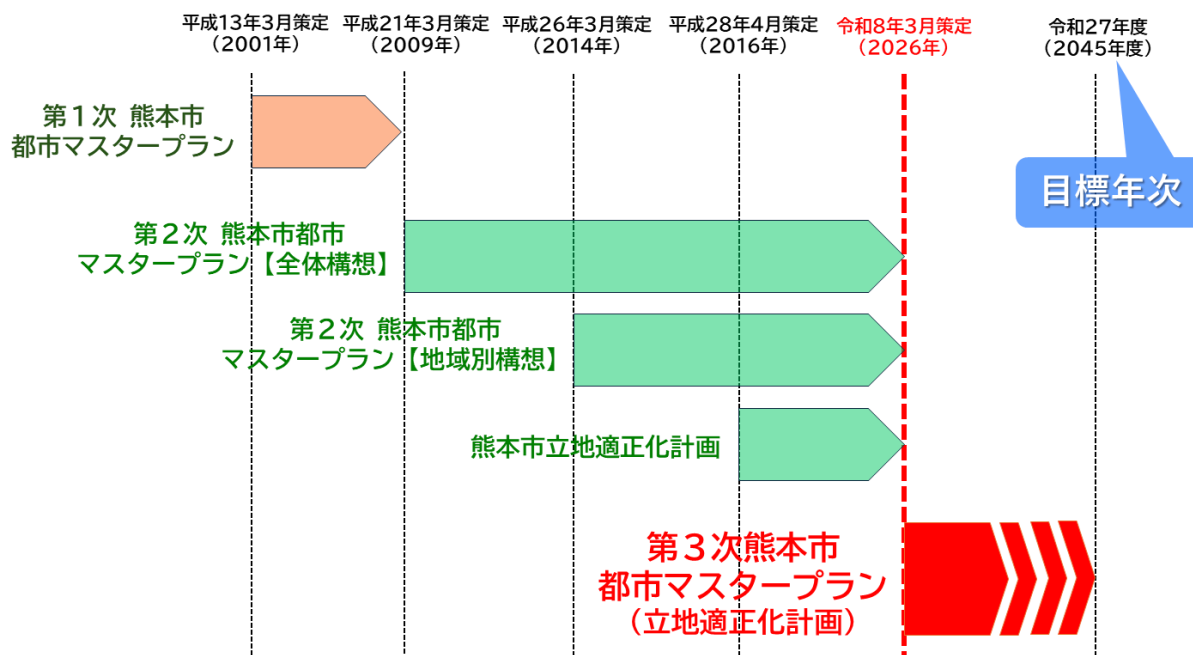 平成13年3月策定
（2001年）
平成21年3月策定
（2009年）
平成26年3月策定
（2014年）
平成28年4月策定
（2016年）
令和8年3月策定
（2026年）
令和27年度
（2045年度）
目標年次
第１次 熊本市
都市マスタープラン
第２次 熊本市都市
マスタープラン【全体構想】
第２次 熊本市都市
マスタープラン【地域別構想】
熊本市立地適正化計画
第３次熊本市
都市マスタープラン
（立地適正化計画）